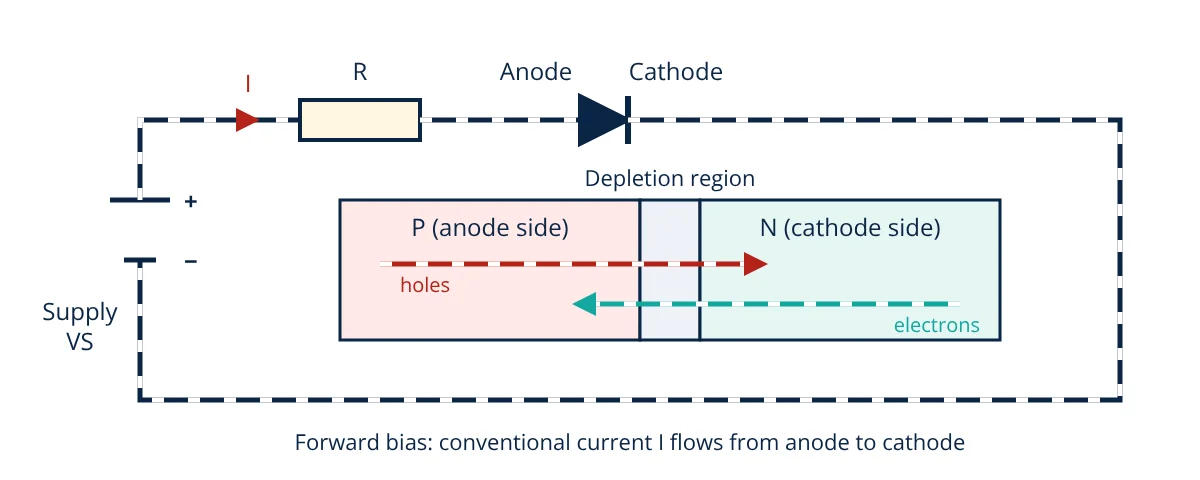 I
R
Anode
Cathode
Depletion region
+
P (anode side)
N (cathode side)
–
holes
Supply
VS
electrons
Forward bias: conventional current I flows from anode to cathode